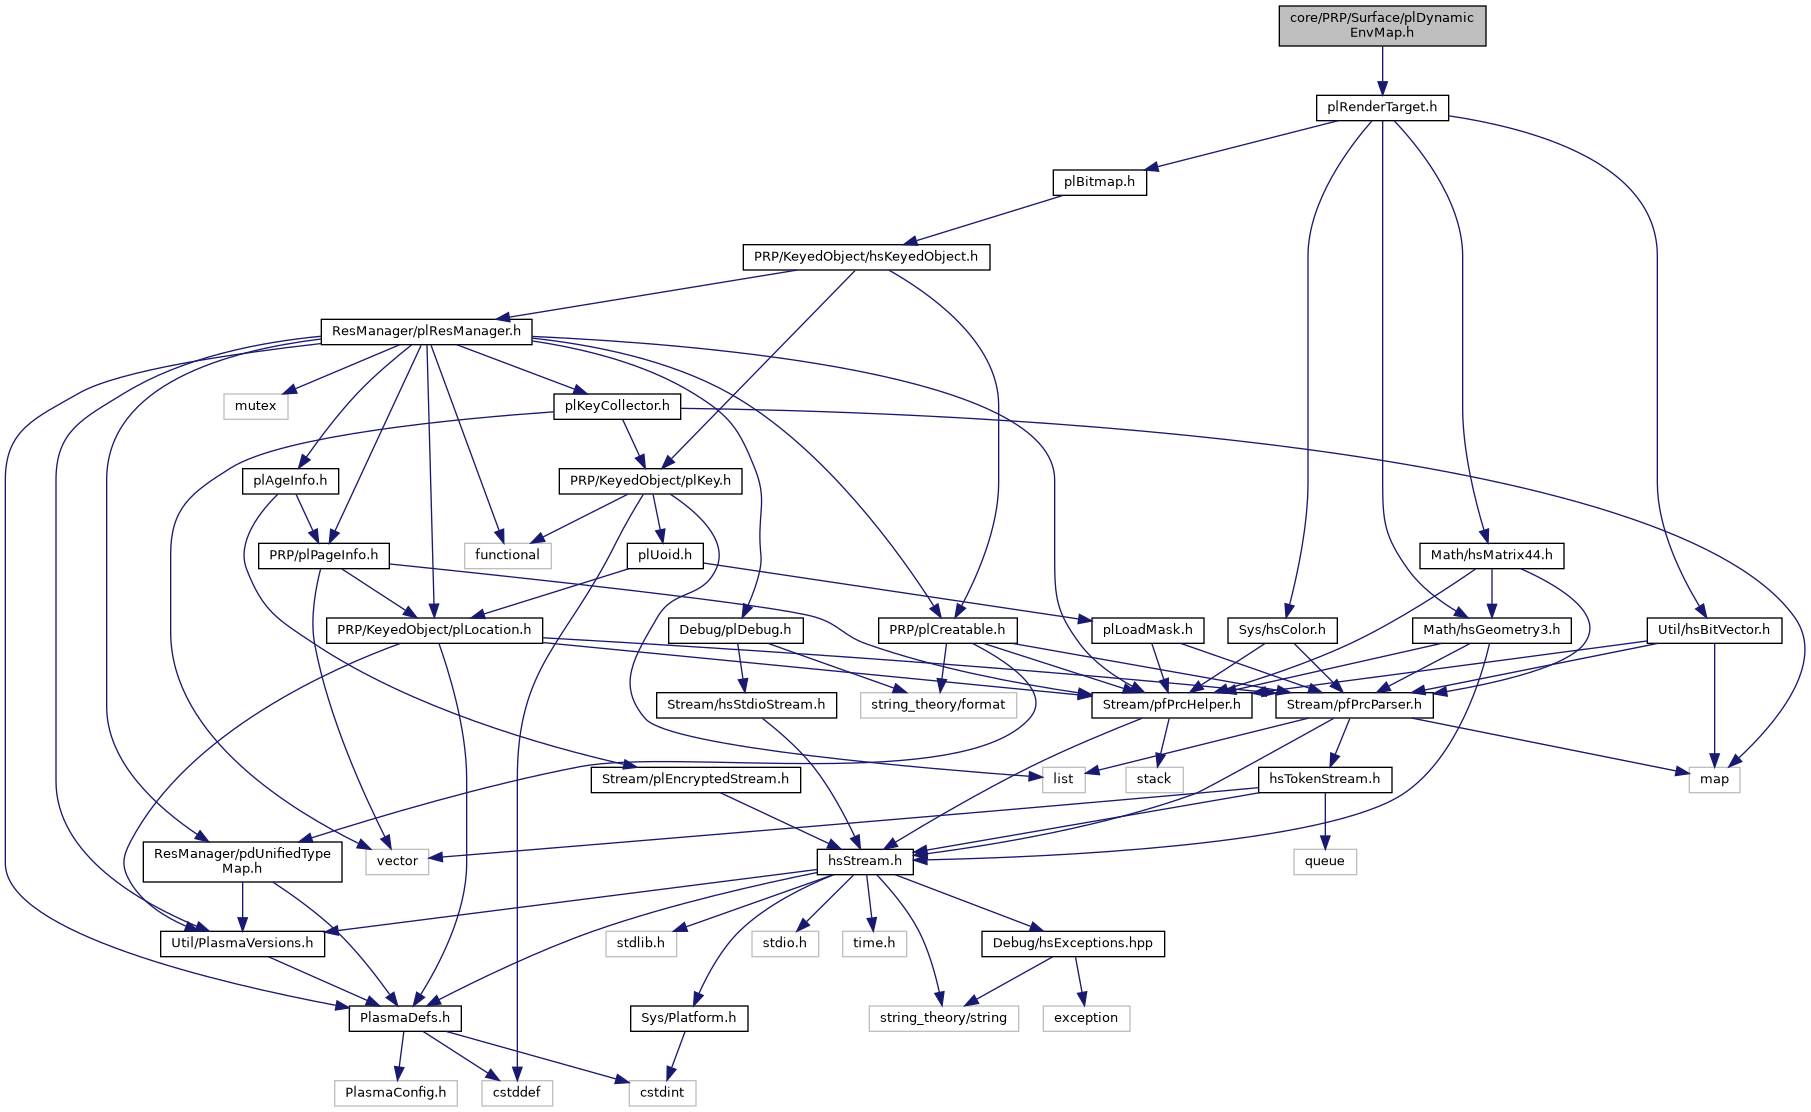 core/PRP/Surface/plDynamic
EnvMap.h
plRenderTarget.h
plBitmap.h
PRP/KeyedObject/hsKeyedObject.h
ResManager/plResManager.h
mutex
plKeyCollector.h
plAgeInfo.h
PRP/KeyedObject/plKey.h
PRP/plPageInfo.h
functional
plUoid.h
Math/hsMatrix44.h
PRP/KeyedObject/plLocation.h
Debug/plDebug.h
PRP/plCreatable.h
plLoadMask.h
Sys/hsColor.h
Math/hsGeometry3.h
Util/hsBitVector.h
Stream/hsStdioStream.h
string_theory/format
Stream/pfPrcHelper.h
Stream/pfPrcParser.h
Stream/plEncryptedStream.h
list
stack
hsTokenStream.h
map
ResManager/pdUnifiedType
Map.h
vector
hsStream.h
queue
Util/PlasmaVersions.h
stdlib.h
stdio.h
time.h
Debug/hsExceptions.hpp
PlasmaDefs.h
Sys/Platform.h
string_theory/string
exception
PlasmaConfig.h
cstddef
cstdint